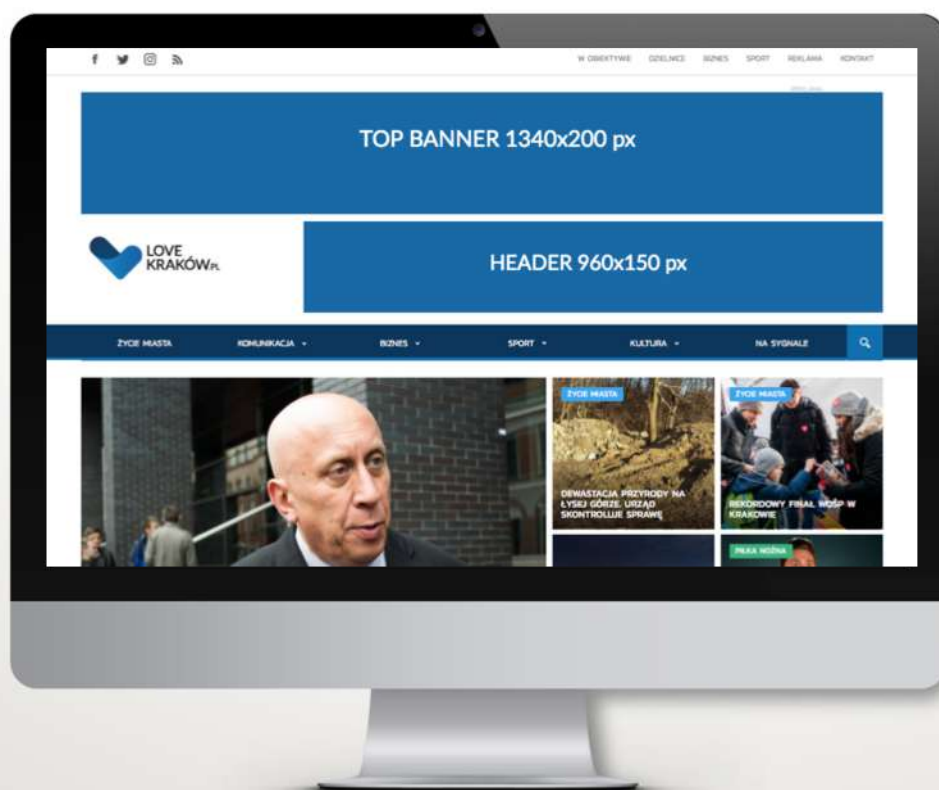 W OBIEKTYWIE DZIELNICE BIZNES SPORT REKLAMA KONTAKT
REKLAMA
TOP BANNER 1340x200 px
LOVE
KRAKÓW.PL
HEADER 960x150 px
ŻYCIE MIASTA KOMUNIKACJA BIZNES SPORT KULTURA NA SYGNALE
ŻYCIE MIASTA
DEWASTACJA PRZYRODY NA
ŁYSEJ GÓRZE. URZĄD
SKONTROLUJE SPRAWĘ
ŻYCIE MIASTA
REKORDOWY FINAŁ WOŚP W
KRAKOWIE
PIŁKA NOŻNA